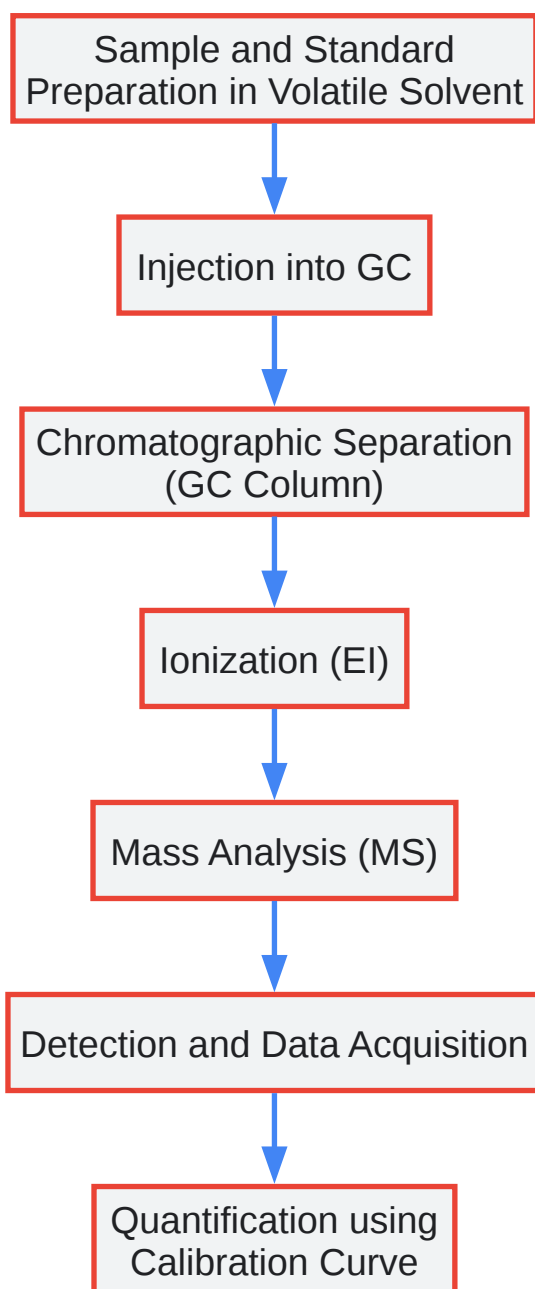 Sample and Standard
Preparation in Volatile Solvent
Injection into GC
Chromatographic Separation
(GC Column)
Ionization (EI)
Mass Analysis (MS)
Detection and Data Acquisition
Quantification using
Calibration Curve